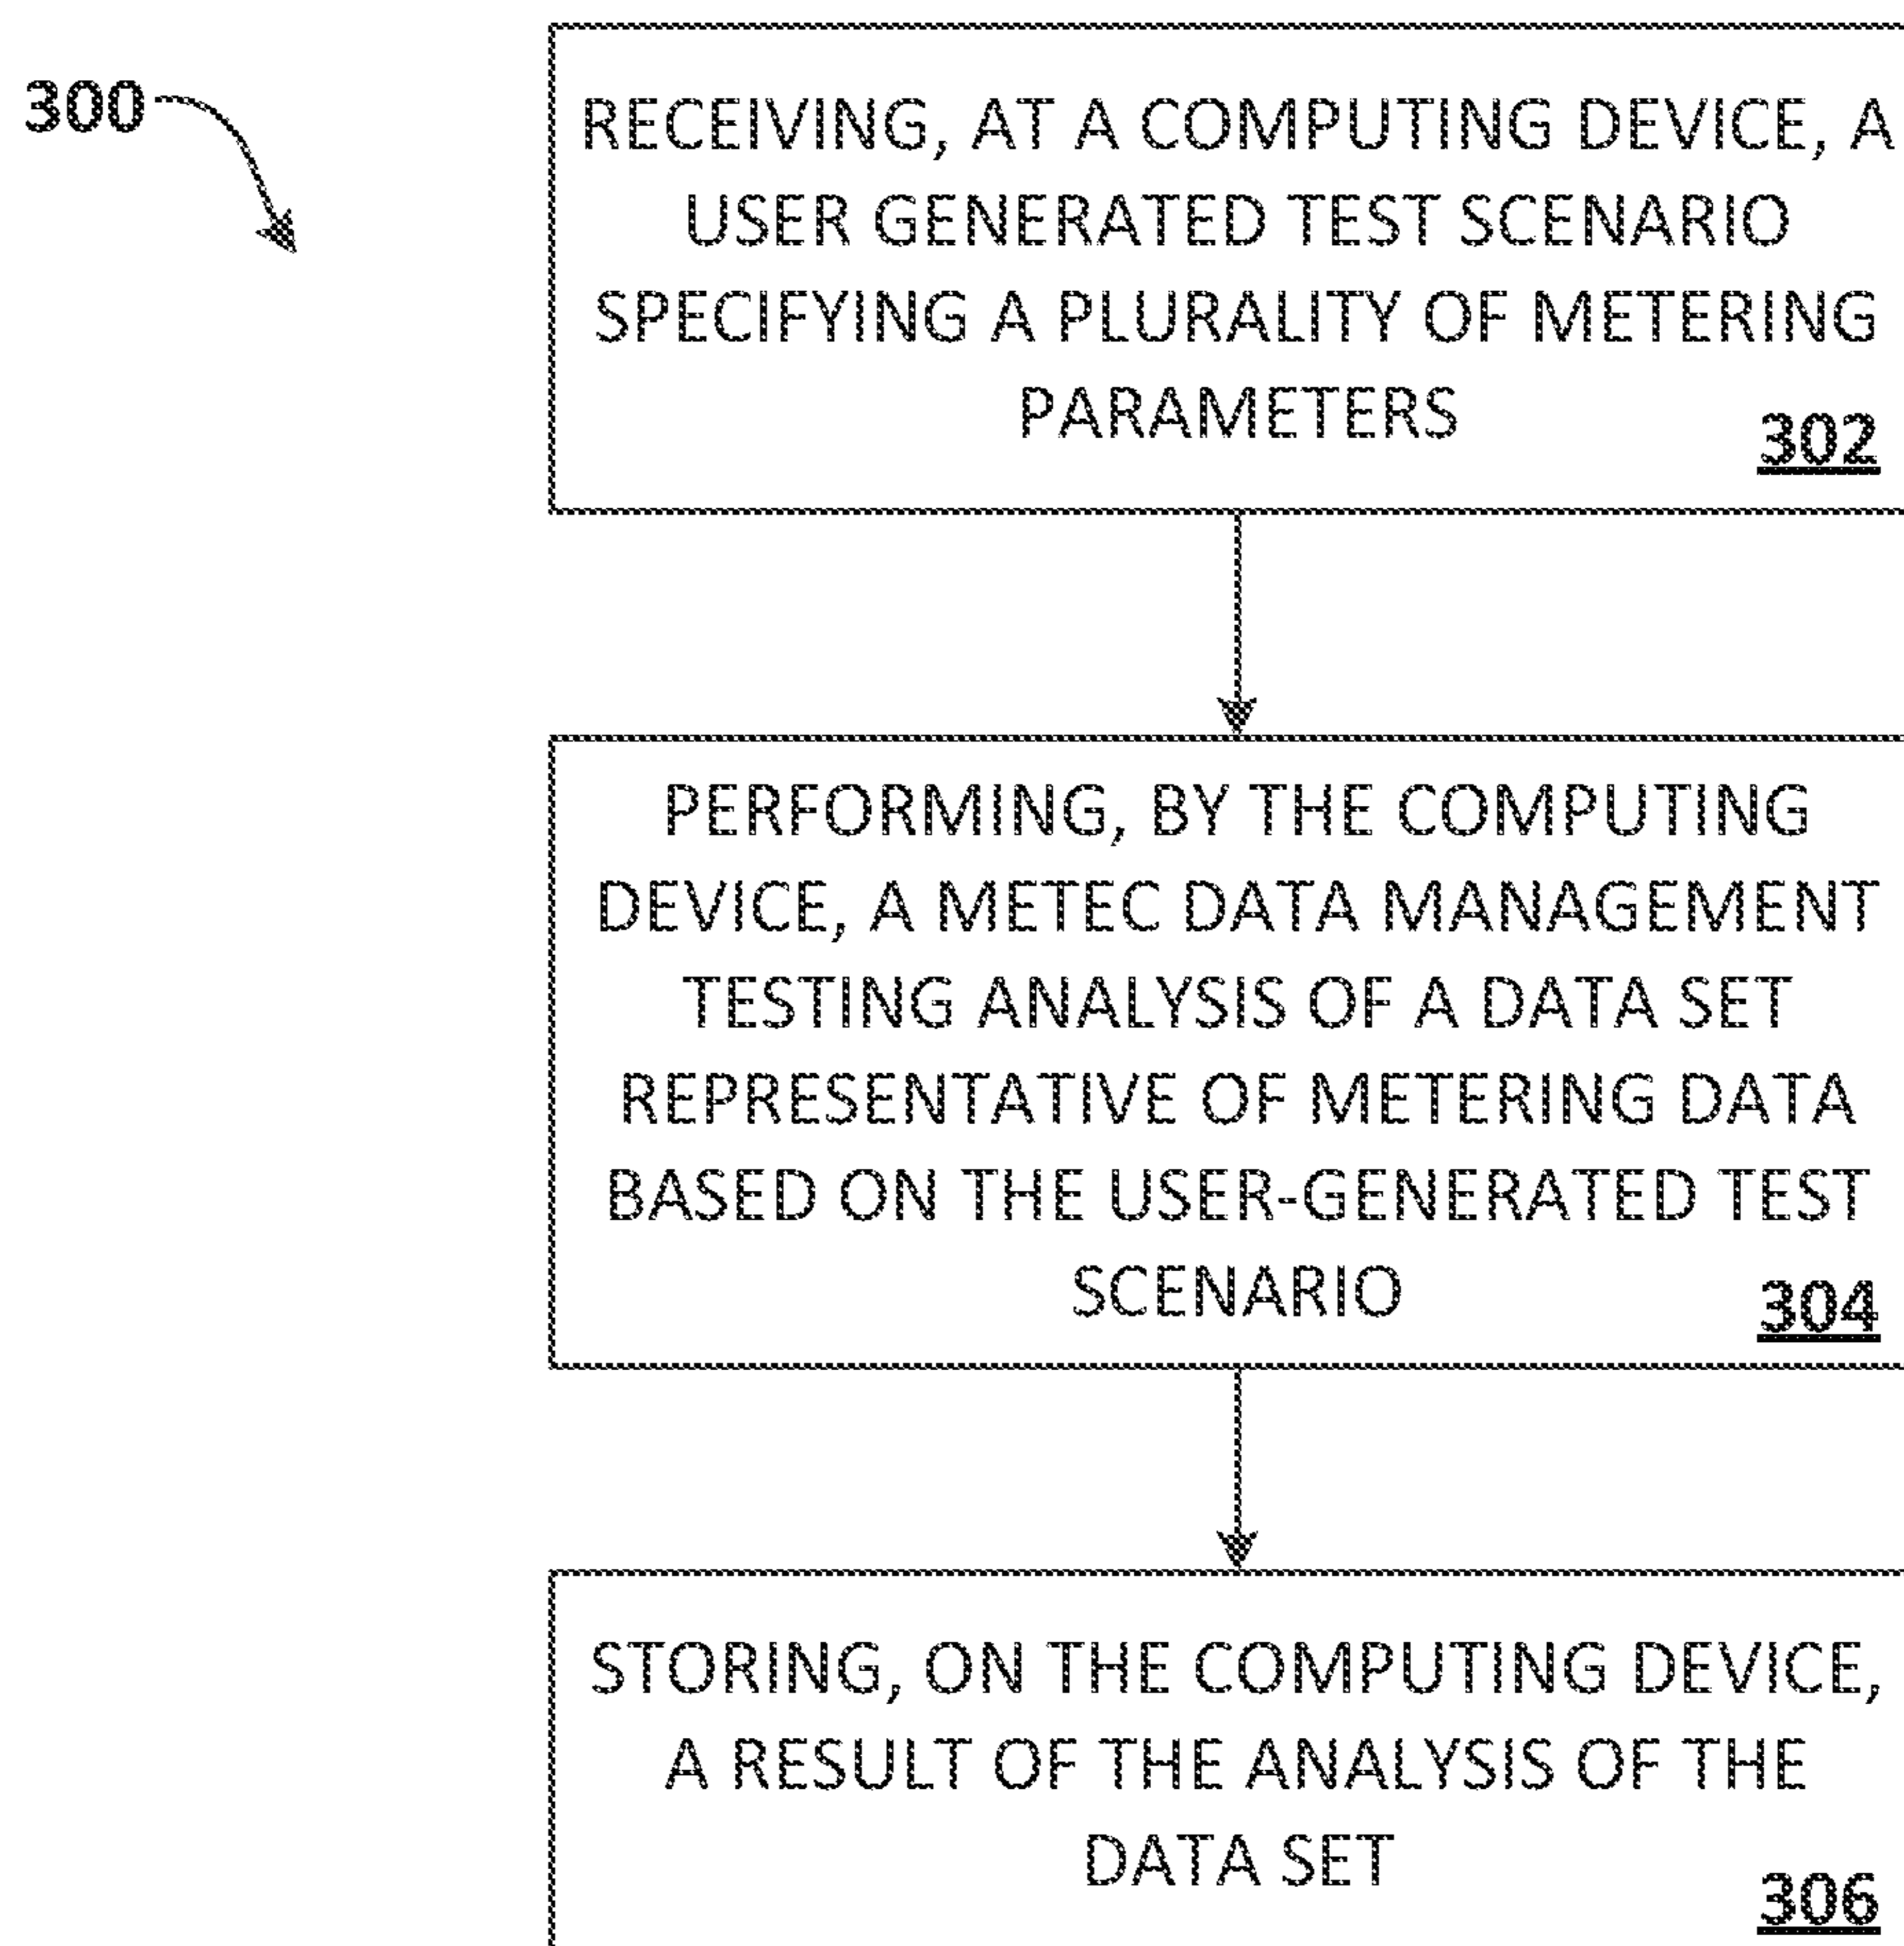 300
RECEIVING, AT A COMPUTING DEVICE, A
USER GENERATED TEST SCENARIO
SPECIFYING A PLURALITY OF METERING
PARAMETERS
302
PERFORMING, BY THE COMPUTING
DEVICE, A METEC DATA MANAGEMENT
TESTING ANALYSIS OF A DATA SET
REPRESENTATIVE OF METERING DATA
BASED ON THE USER-GENERATED TEST
SCENARIO
304
STORING, ON THE COMPUTING DEVICE,
A RESULT OF THE ANALYSIS OF THE
DATA SET
306